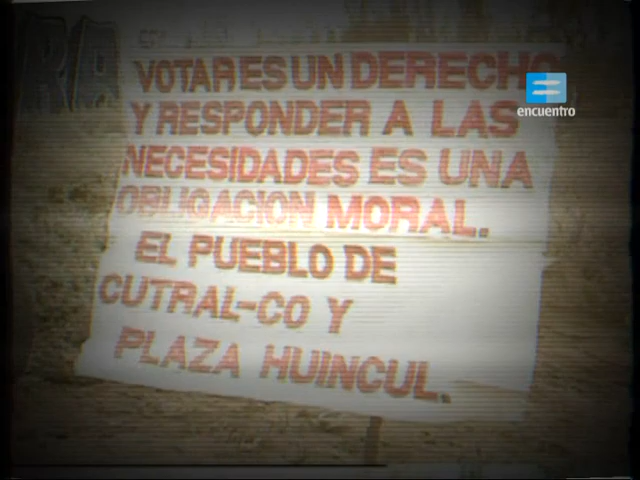 VOTAR ES UN DERECHO
Y RESPONDER A LAS
NECESIDADES ES UNA
OBLIGACION MORAL.
EL PUEBLO DE
CUTRAL-CO Y
PLAZA HUINCUL.
encuentro